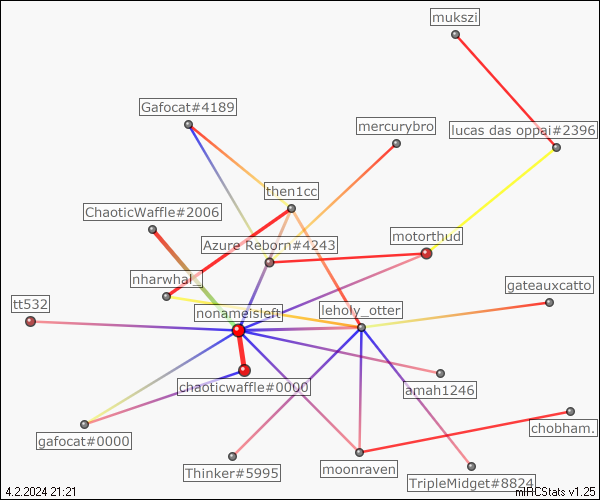 mukszi
Gafocat#4189
mercurybro
lucas das oppai#2396
then1cc
ChaoticWaffle#2006
motorthud
Azure Reborn#4243
nharwhal_
gateauxcatto
tt532
nonameisleft
leholy_otter
chaoticwaffle#0000
amah1246
chobham.
gafocat#0000
moonraven
Thinker#5995
TripleMidget#8824
4.2.2024 21:21
mIRCStats v1.25